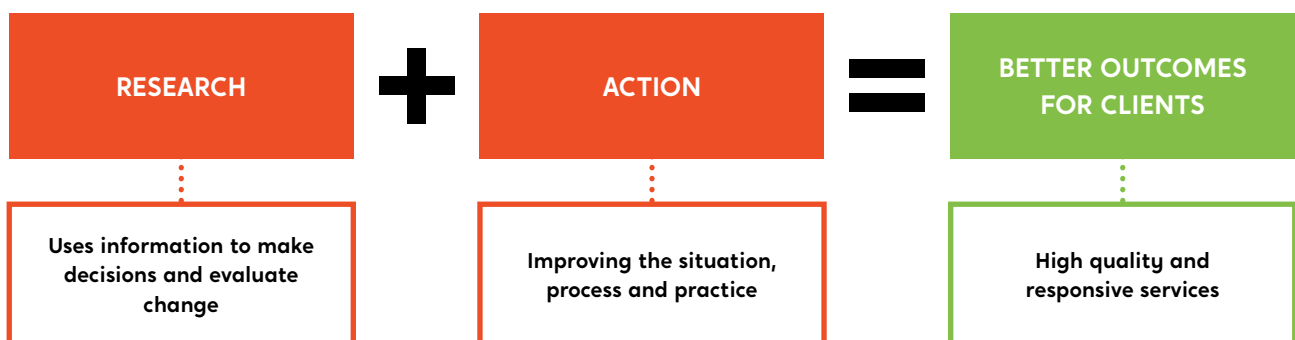 RESEARCH
ACTION
BETTER OUTCOMES
FOR CLIENTS
Uses information to make
decisions and evaluate
change
Improving the situation,
process and practice
High quality and
responsive services